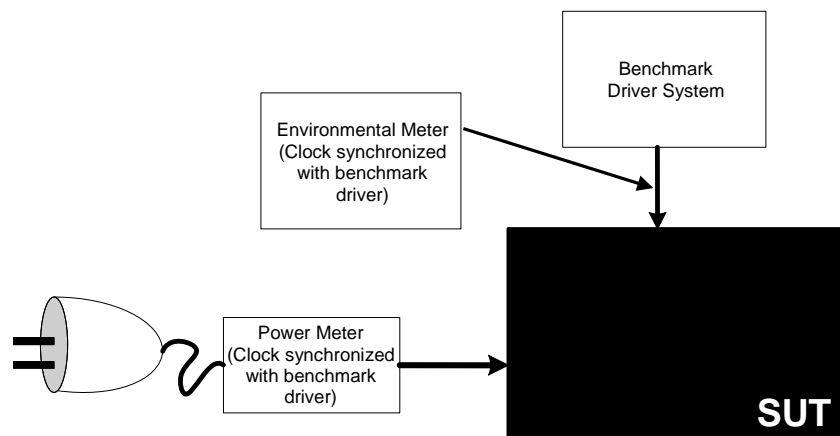 Benchmark
Driver System
Environmental Meter
(Clock synchronized
with benchmark
driver)
Power Meter
(Clock synchronized
with benchmark
driver)
SUT